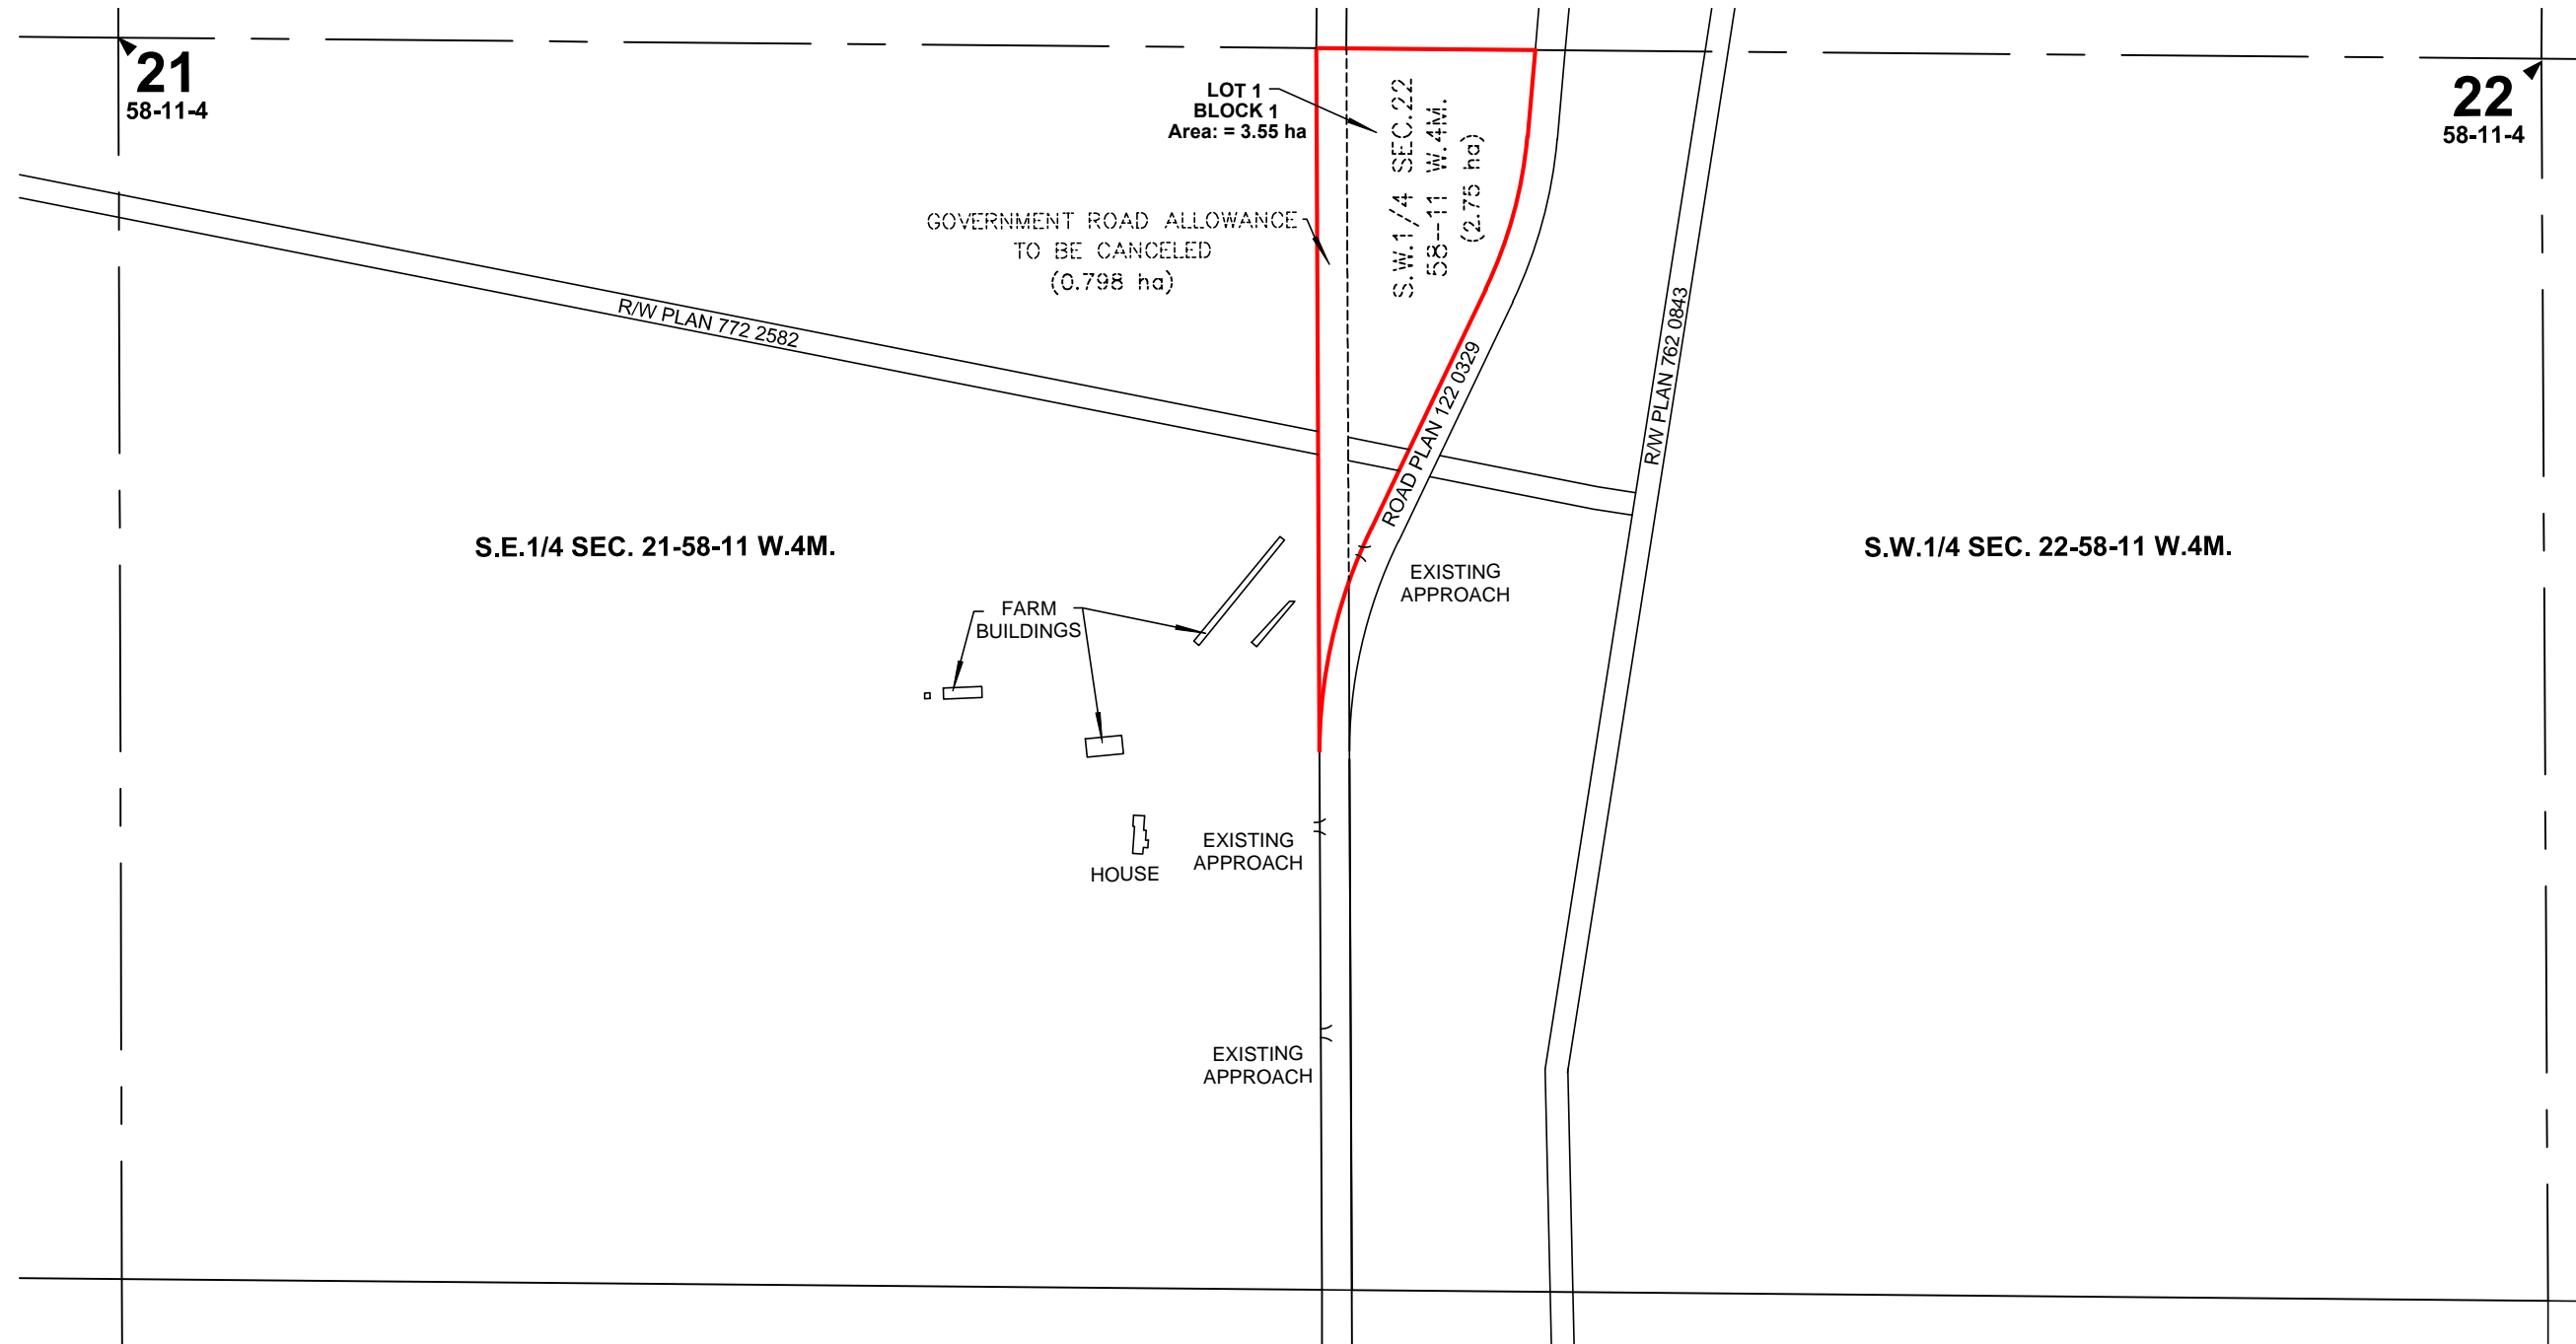 21
58-11-4
22
58-11-4
LOT 1
BLOCK 1
Area: = 3.55 ha
S.W.1/4 SEC.22
58-11 W.4M.
(2.75 ha)
GOVERNMENT ROAD ALLOWANCE
TO BE CANCELED
(0.798 ha)
R/W PLAN 772 2582
ROAD PLAN 122 0329
R/W PLAN 762 0843
S.E.1/4 SEC. 21-58-11 W.4M.
S.W.1/4 SEC. 22-58-11 W.4M.
EXISTING
APPROACH
FARM
BUILDINGS
EXISTING
APPROACH
HOUSE
EXISTING
APPROACH